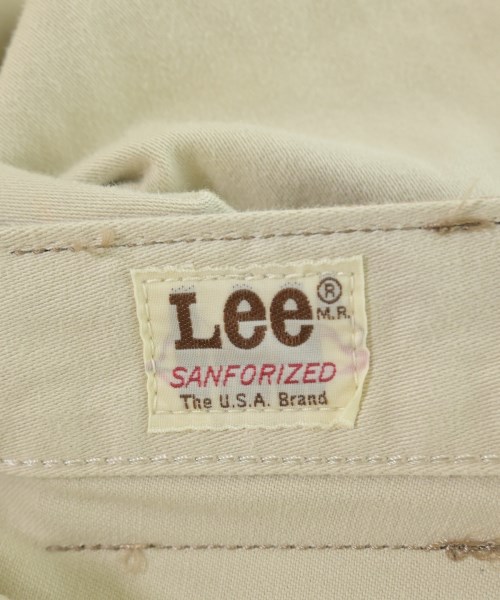 Lee ®
M.R.
SANFORIZED
The U.S.A. Brand